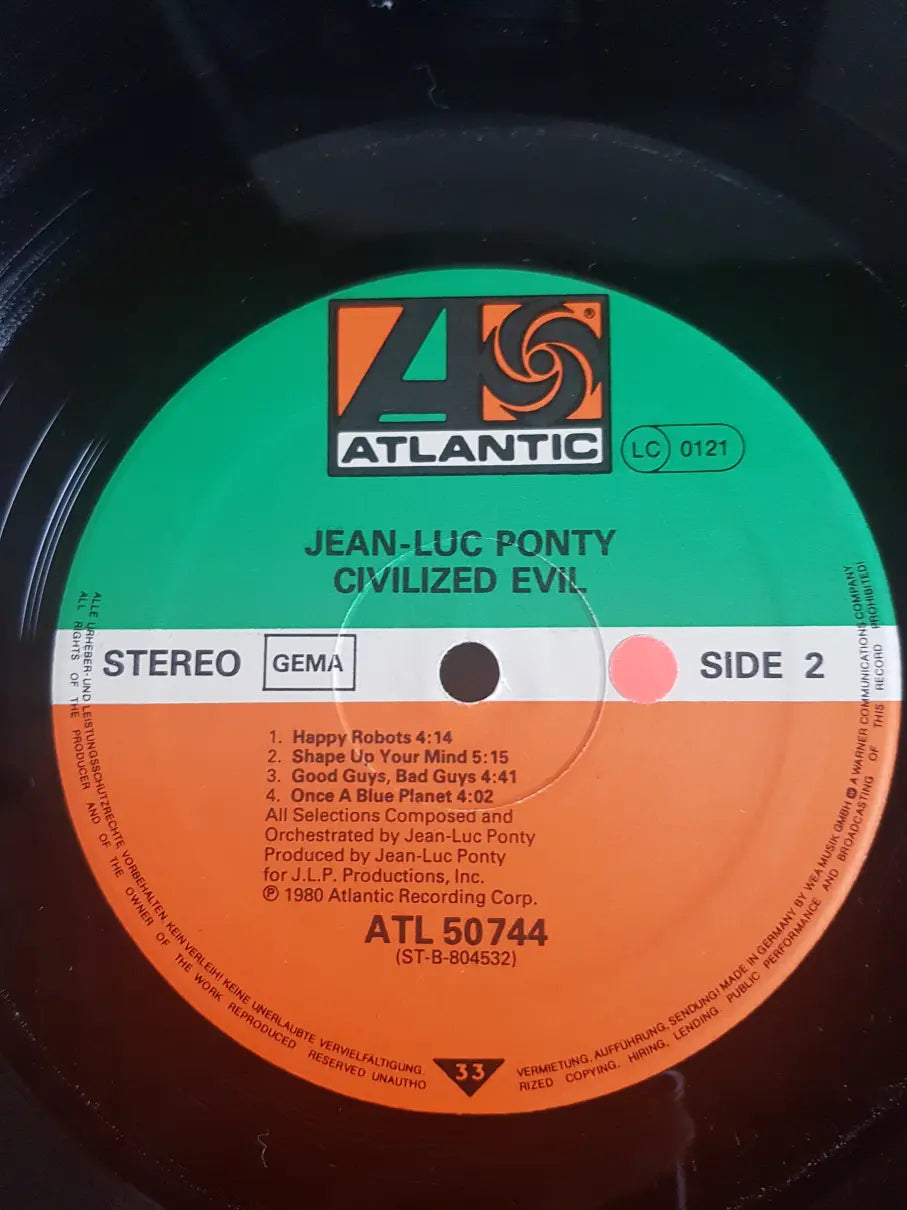 ®
ATLANTIC
LC 0121
JEAN-LUC PONTY
CIVILIZED EVIL
STEREO
GEMA
SIDE 2
1. Happy Robots 4:14
2. Shape Up Your Mind 5:15
3. Good Guys, Bad Guys 4:41
4. Once A Blue Planet 4:02
All Selections Composed and
Orchestrated by Jean-Luc Ponty
Produced by Jean-Luc Ponty
for J.L.P. Productions, Inc.
℗ 1980 Atlantic Recording Corp.
ATL 50744
(ST-B-804532)
33
ALLE URHEBER- UND LEISTUNGSSCHUTZRECHTE VORBEHALTEN. KEIN VERLEIH! KEINE UNERLAUBTE VERVIELFÄLTIGUNG.
VERMIETUNG, AUFFÜHRUNG, SENDUNG! MADE IN GERMANY BY WEA MUSIK GMBH A WARNER COMMUNICATIONS COMPANY
ALL RIGHTS OF THE PRODUCER AND OF THE OWNER OF THE WORK REPRODUCED RESERVED UNAUTHO
RIZED COPYING, HIRING, LENDING PUBLIC PERFORMANCE AND BROADCASTING OF THIS RECORD PROHIBITED!